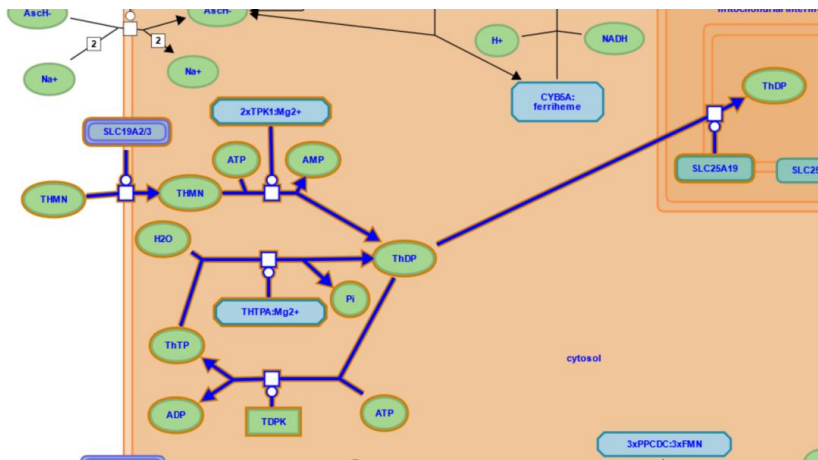 AscH-
AscH-
2
2
Na+
Na+
H+
NADH
CYB5A:
ferriheme
ThDP
2xTPK1:Mg2+
SLC19A2/3
ATP
AMP
SLC25A19
THMN
THMN
H2O
ThDP
Pi
THTPA:Mg2+
ThTP
cytosol
ADP
TDPK
ATP
3xPPCDC:3xFMN